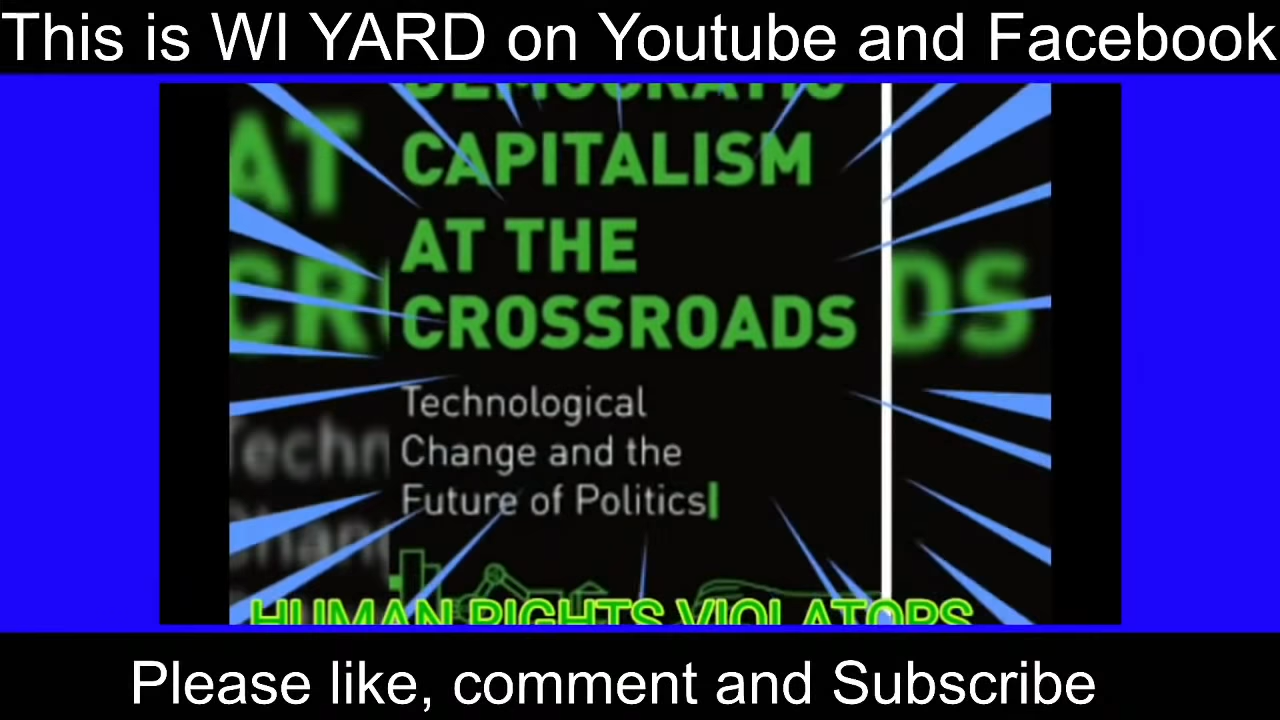 This is WI YARD on Youtube and Facebook
DEMOCRATIC
CAPITALISM
AT THE
CROSSROADS
Technological
Change and the
Future of Politics
HUMAN RIGHTS VIOLATORS
Please like, comment and Subscribe